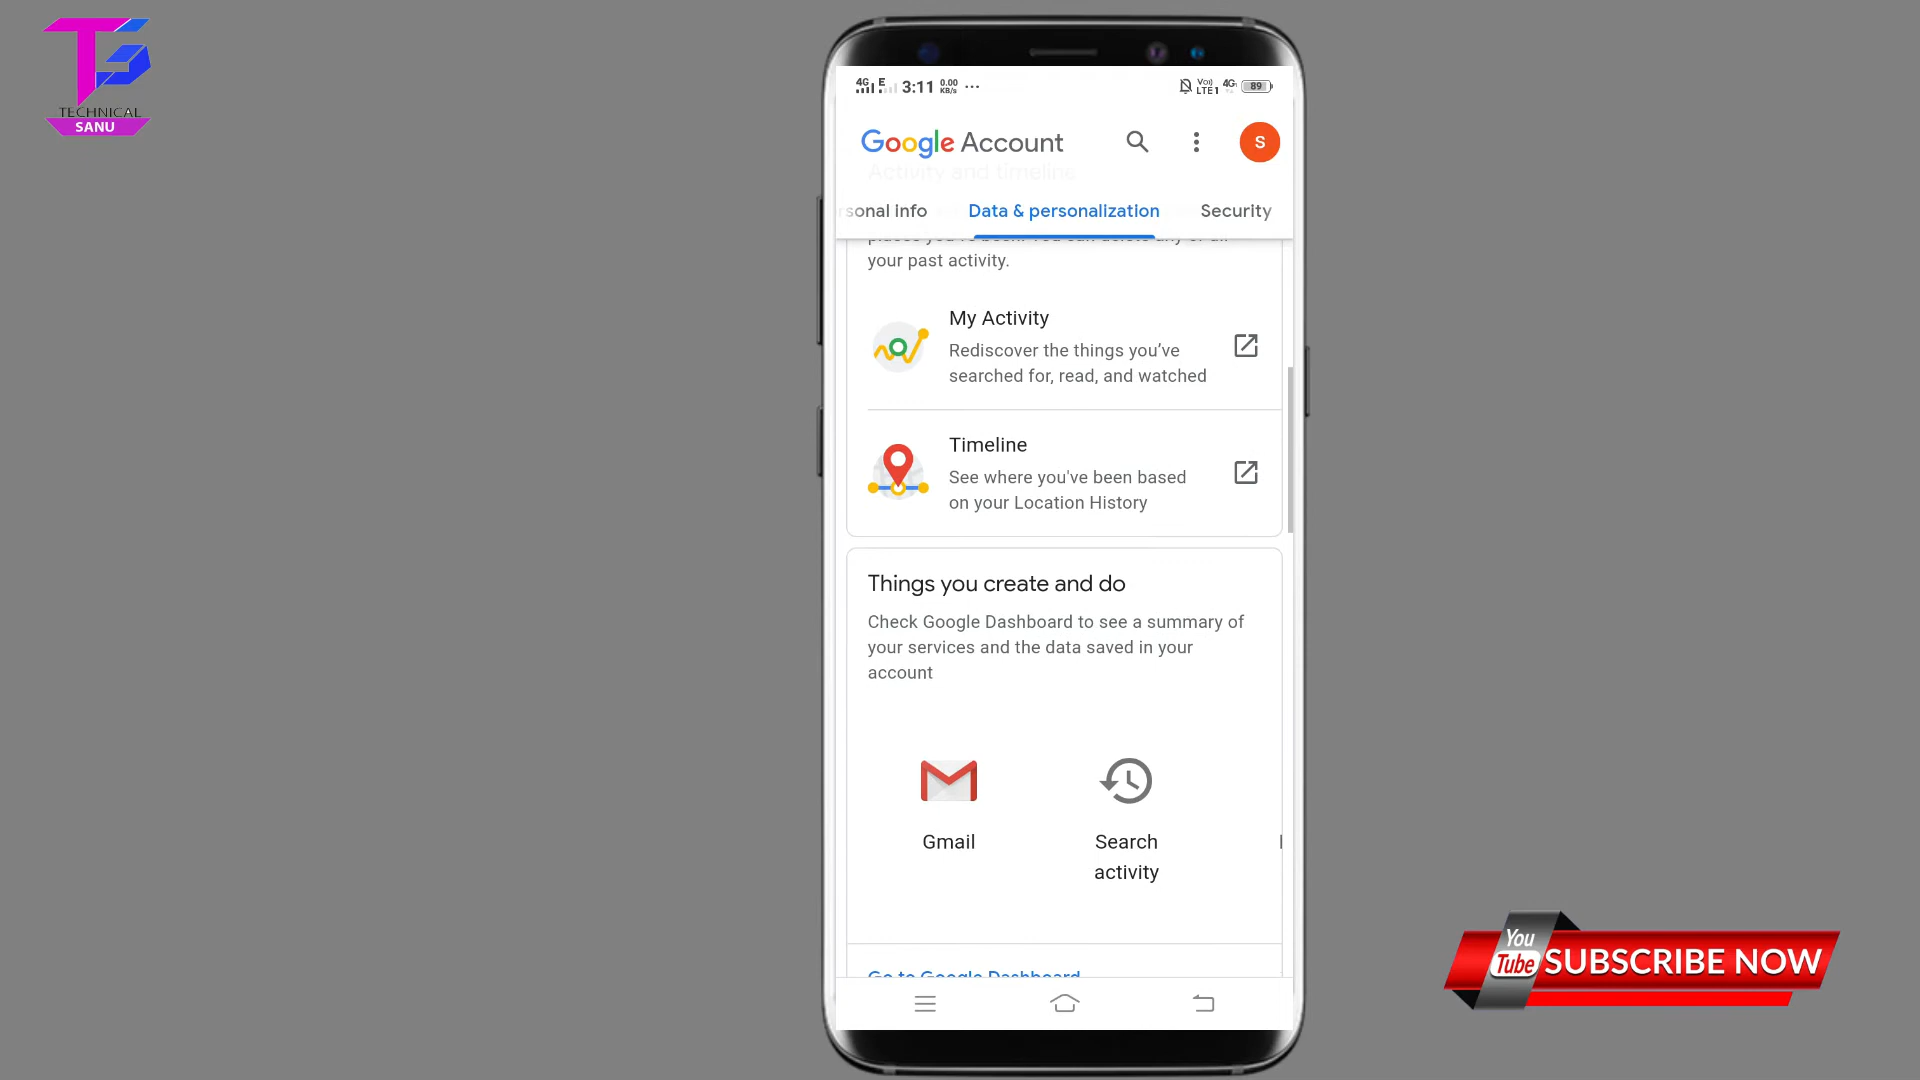 TECHNICAL
SANU
4G E 3:11 0.00 KB/s ...
Vo) LTE1 4G 89
Google Account
S
Activity and timeline
sonal info Data & personalization Security
places you've been. You can delete any or all
your past activity.
My Activity
Rediscover the things you’ve
searched for, read, and watched
Timeline
See where you've been based
on your Location History
Things you create and do
Check Google Dashboard to see a summary of
your services and the data saved in your
account
Gmail
Search
activity
Go to Google Dashboard
You
Tube SUBSCRIBE NOW